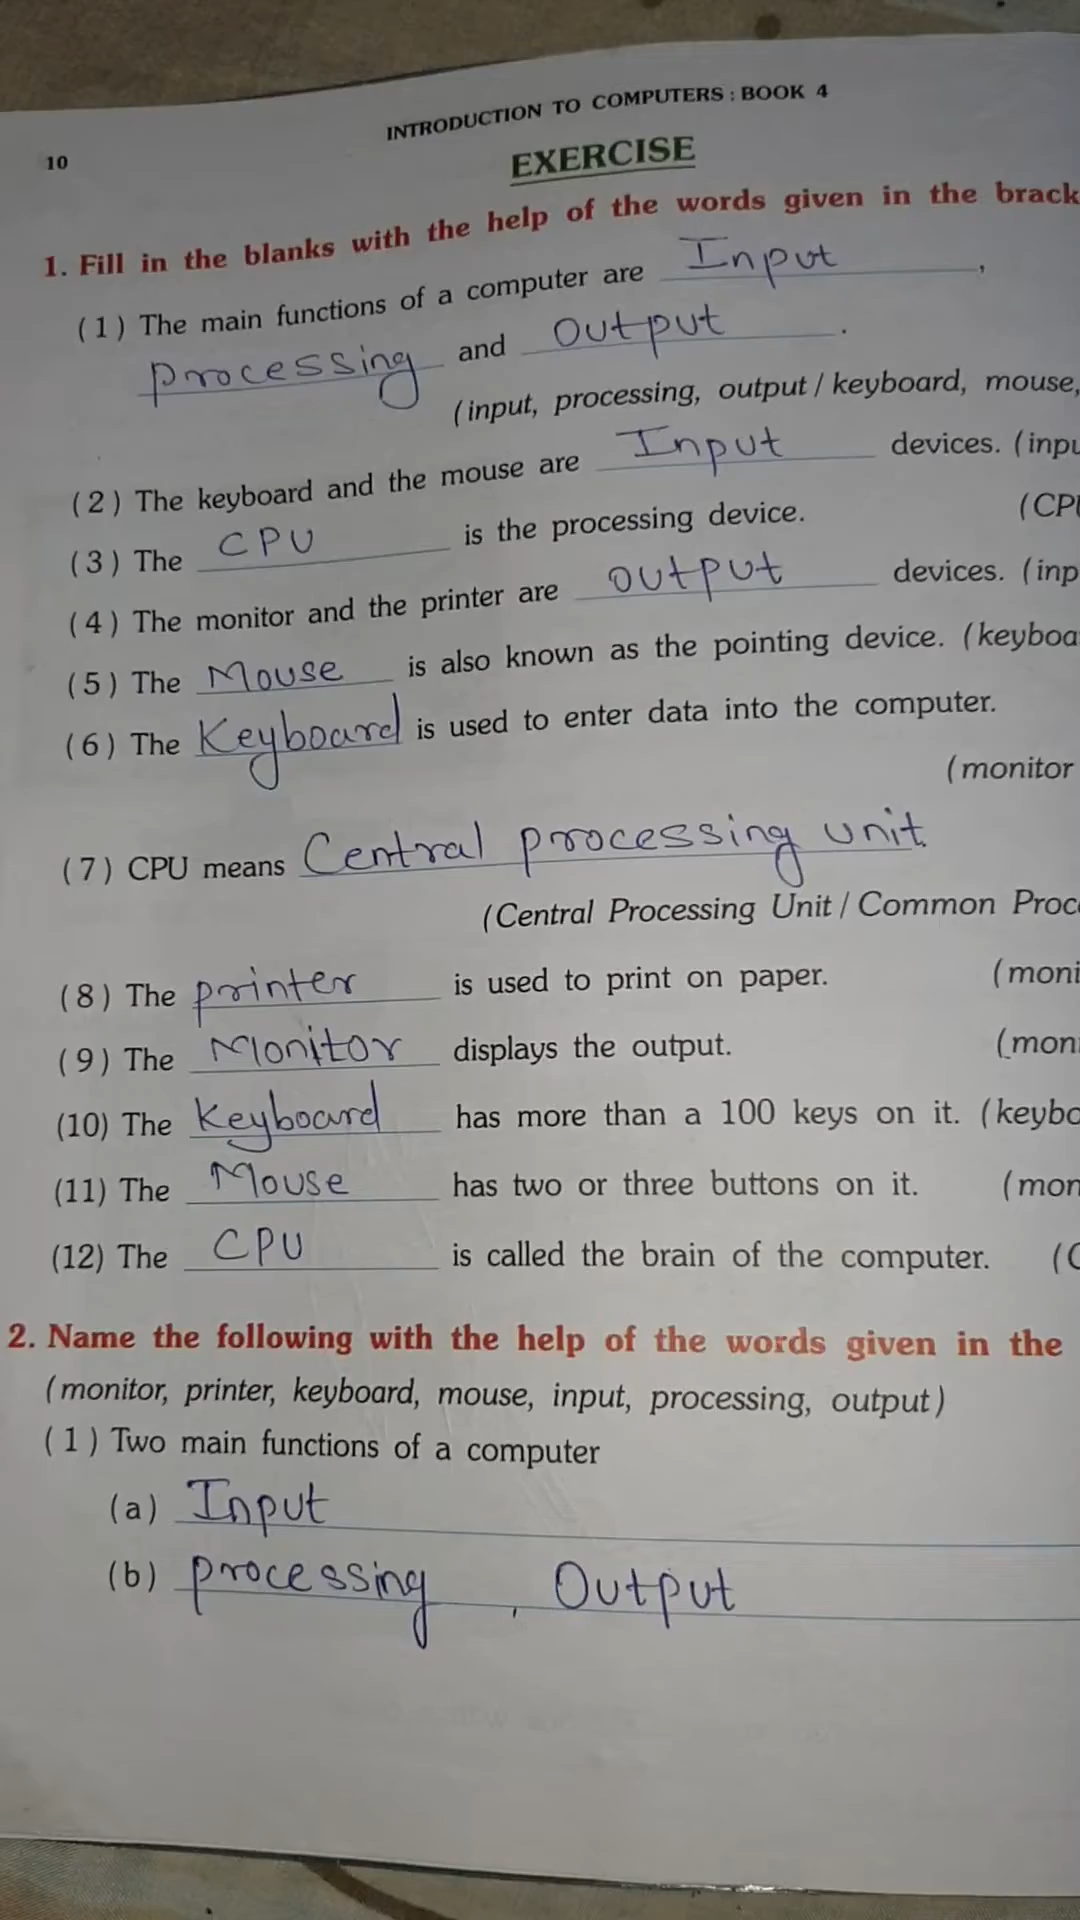 INTRODUCTION TO COMPUTERS : BOOK 4
10
EXERCISE
1. Fill in the blanks with the help of the words given in the brack
(1) The main functions of a computer are Input ,
processing and output .
(input, processing, output / keyboard, mouse,
(2) The keyboard and the mouse are Input devices. (inpu
(3) The CPU is the processing device. (CPU
(4) The monitor and the printer are output devices. (inp
(5) The Mouse is also known as the pointing device. (keyboa
(6) The Keyboard is used to enter data into the computer.
(monitor
(7) CPU means Central processing unit.
(Central Processing Unit / Common Proce
(8) The printer is used to print on paper. (moni
(9) The Monitor displays the output. (moni
(10) The Keyboard has more than a 100 keys on it. (keybo
(11) The Mouse has two or three buttons on it. (mon
(12) The CPU is called the brain of the computer. (C
2. Name the following with the help of the words given in the
(monitor, printer, keyboard, mouse, input, processing, output)
(1) Two main functions of a computer
(a) Input
(b) processing , Output